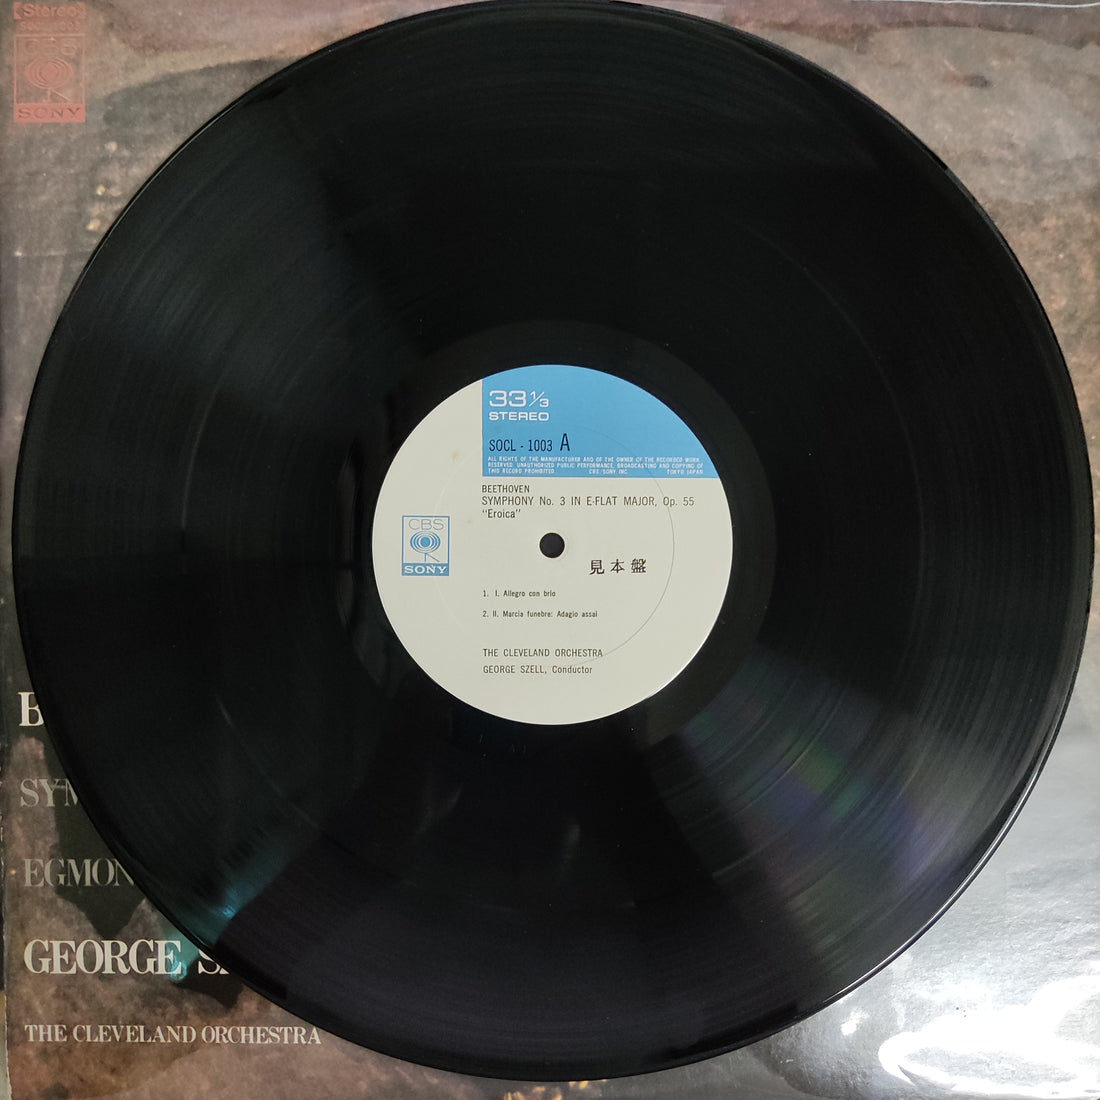 [Stereo]
CBS
SONY
33 1/3
STEREO
SOCL - 1003 A
ALL RIGHTS OF THE MANUFACTURER AND OF THE OWNER OF THE RECORDED WORK
RESERVED. UNAUTHORIZED PUBLIC PERFORMANCE, BROADCASTING AND COPYING OF
THIS RECORD PROHIBITED CBS/SONY INC. TOKYO JAPAN
BEETHOVEN
SYMPHONY No. 3 IN E-FLAT MAJOR, Op. 55
"Eroica"
CBS
SONY
見本盤
1. I. Allegro con brio
2. II. Marcia funebre: Adagio assai
THE CLEVELAND ORCHESTRA
GEORGE SZELL, Conductor
B
SYM
EGMON
GEORGE S
THE CLEVELAND ORCHESTRA